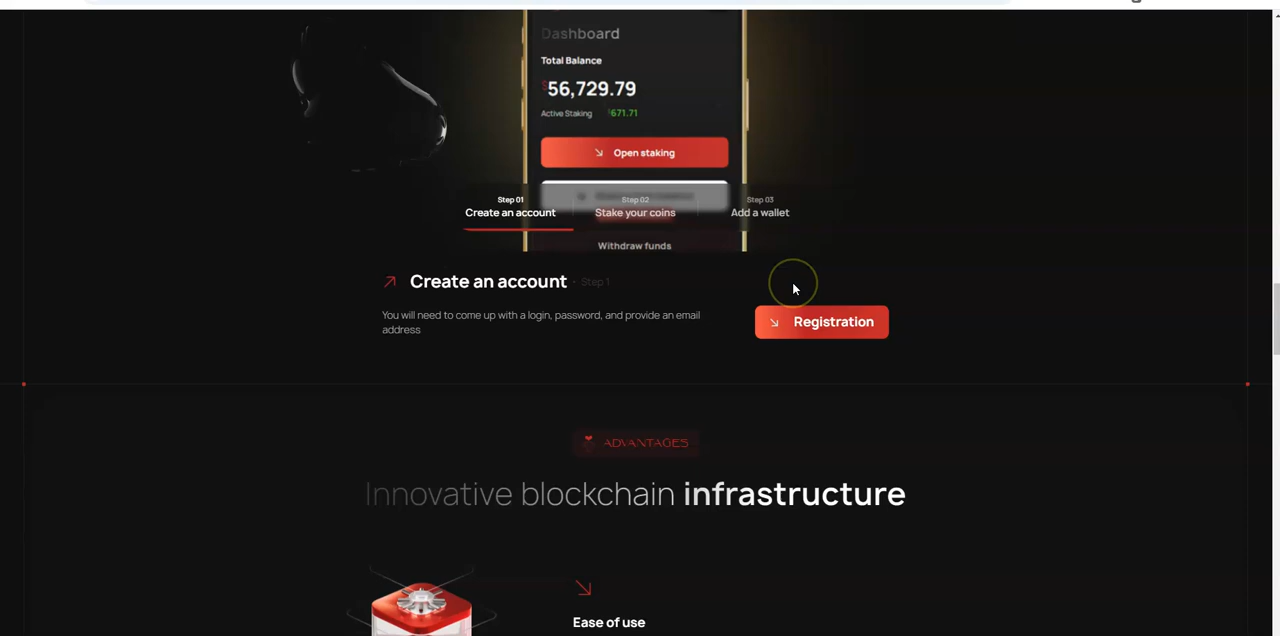 Dashboard
Total Balance
$56,729.79
Active Staking $671.71
Open staking
Step 01
Create an account
Step 02
Stake your coins
Step 03
Add a wallet
Withdraw funds
Create an account - Step 1
You will need to come up with a login, password, and provide an email
address
Registration
ADVANTAGES
Innovative blockchain infrastructure
Ease of use